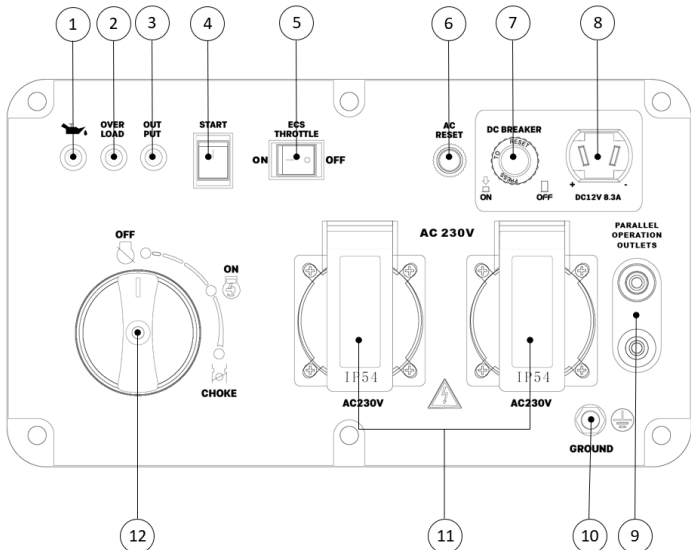 1
2
3
4
5
6
7
8
OVER
LOAD
OUT
PUT
START
ECS
THROTTLE
ON
OFF
AC
RESET
DC BREAKER
PRESS TO RESET
ON
OFF
+
-
DC12V 8.3A
OFF
ON
CHOKE
AC 230V
PARALLEL
OPERATION
OUTLETS
IP54
IP54
AC230V
AC230V
GROUND
12
11
10
9